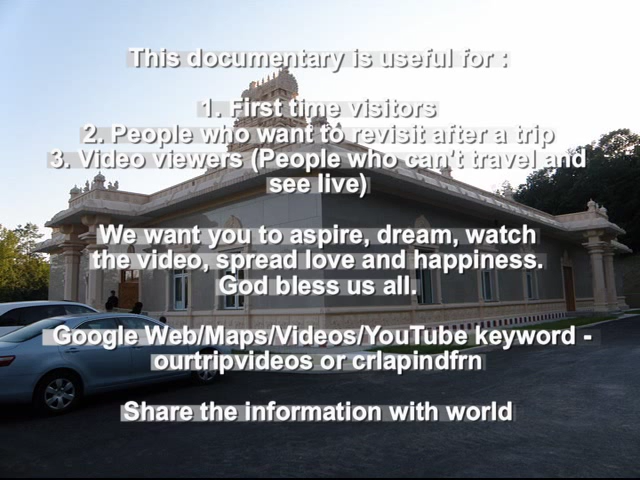 This documentary is useful for :
1. First time visitors
2. People who want to revisit after a trip
3. Video viewers (People who can't travel and
see live)
We want you to aspire, dream, watch
the video, spread love and happiness.
God bless us all.
Google Web/Maps/Videos/YouTube keyword -
ourtripvideos or crlapindfrn
Share the information with world